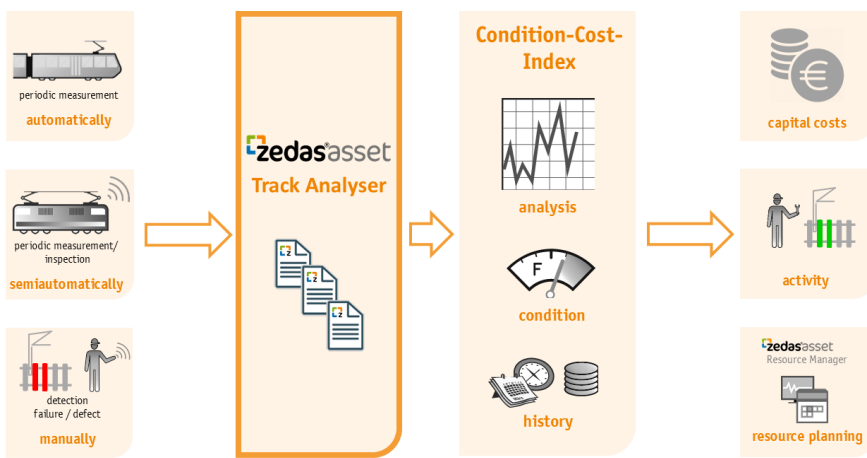 periodic measurement
automatically
periodic measurement/
inspection
semiautomatically
detection
failure / defect
manually
zedas®asset
Track Analyser
z
z
z
Condition-Cost-
Index
analysis
F
condition
history
€
capital costs
activity
zedas®asset
Resource Manager
resource planning